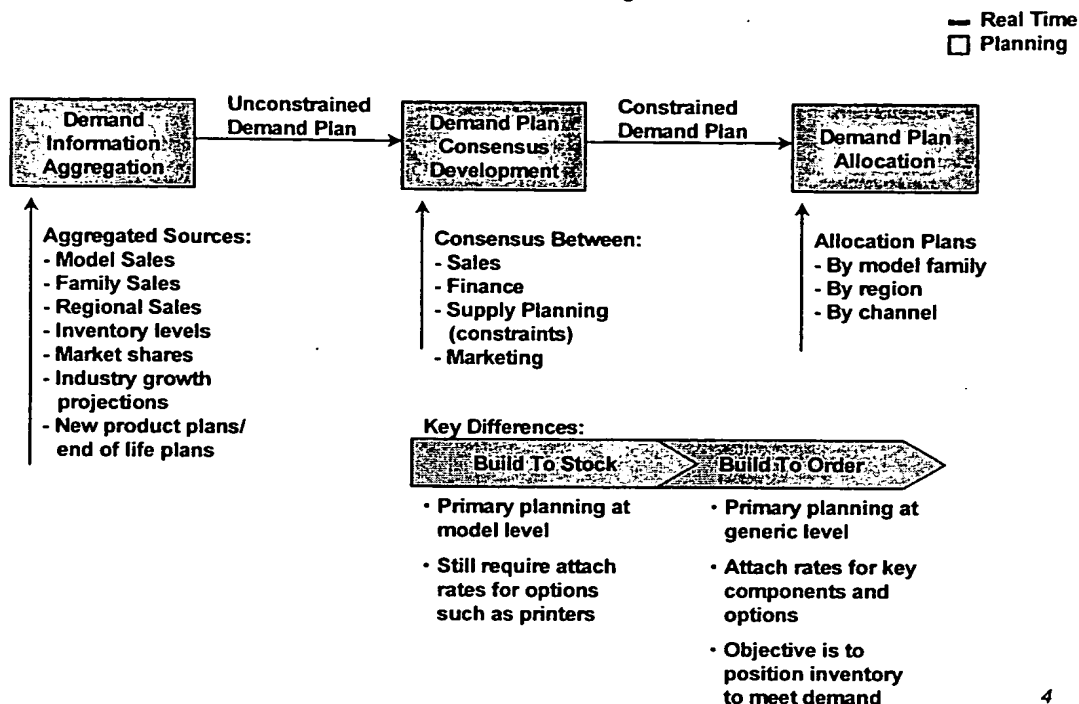 Real Time
Planning
Demand
Information
Aggregation
Unconstrained
Demand Plan
Demand Plan
Consensus
Development
Constrained
Demand Plan
Demand Plan
Allocation
Aggregated Sources:
- Model Sales
- Family Sales
- Regional Sales
- Inventory levels
- Market shares
- Industry growth
projections
- New product plans/
end of life plans
Consensus Between:
- Sales
- Finance
- Supply Planning
(constraints)
- Marketing
Allocation Plans
- By model family
- By region
- By channel
Key Differences:
Build To Stock
Build To Order
• Primary planning at
model level
• Still require attach
rates for options
such as printers
• Primary planning at
generic level
• Attach rates for key
components and
options
• Objective is to
position inventory
to meet demand
4